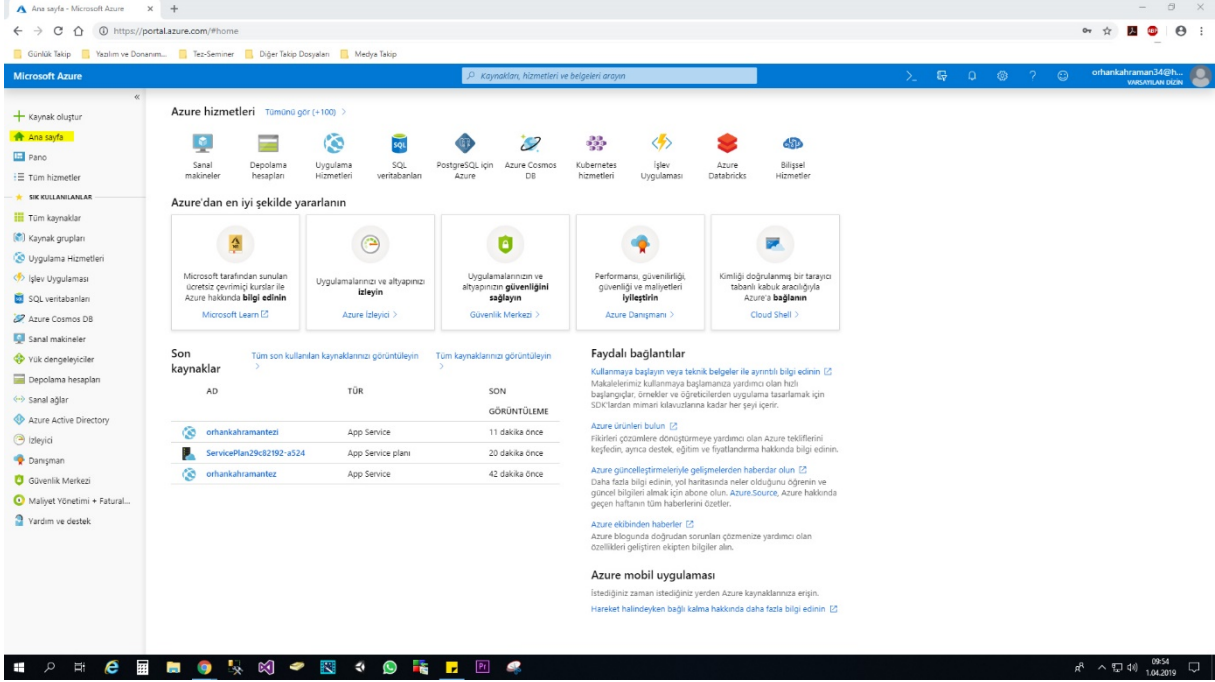 Ana sayfa - Microsoft Azure
https://portal.azure.com/#home
Günlük Takip
Yazılım ve Donanım...
Tez-Seminer
Diğer Takip Dosyaları
Medya Takip
Microsoft Azure
Kaynakları, hizmetleri ve belgeleri arayın
orhankahraman34@h...
VARSAYILAN DİZİN
Kaynak oluştur
Ana sayfa
Pano
Tüm hizmetler
SIK KULLANILANLAR
Tüm kaynaklar
Kaynak grupları
Uygulama Hizmetleri
İşlev Uygulaması
SQL veritabanları
Azure Cosmos DB
Sanal makineler
Yük dengeleyiciler
Depolama hesapları
Sanal ağlar
Azure Active Directory
İzleyici
Danışman
Güvenlik Merkezi
Maliyet Yönetimi + Fatural...
Yardım ve destek
Azure hizmetleri Tümünü gör (+100) >
Sanal makineler
Depolama hesapları
Uygulama Hizmetleri
SQL veritabanları
PostgreSQL için Azure
Azure Cosmos DB
Kubernetes hizmetleri
İşlev Uygulaması
Azure Databricks
Bilişsel Hizmetler
Azure'dan en iyi şekilde yararlanın
Microsoft tarafından sunulan
ücretsiz çevrimiçi kurslar ile
Azure hakkında bilgi edinin
Microsoft Learn
Uygulamalarınızı ve altyapınızı
izleyin
Azure İzleyici >
Uygulamalarınızın ve
altyapınızın güvenliğini
sağlayın
Güvenlik Merkezi >
Performansı, güvenilirliği,
güvenliği ve maliyetleri
iyileştirin
Azure Danışmanı >
Kimliği doğrulanmış bir tarayıcı
tabanlı kabuk aracılığıyla
Azure'a bağlanın
Cloud Shell >
Son
kaynaklar
Tüm son kullanılan kaynaklarınızı görüntüleyin >
Tüm kaynaklarınızı görüntüleyin >
AD TÜR SON
GÖRÜNTÜLEME
orhankahramantezi App Service 11 dakika önce
ServicePlan29c82192-a524 App Service planı 20 dakika önce
orhankahramantez App Service 42 dakika önce
Faydalı bağlantılar
Kullanmaya başlayın veya teknik belgeler ile ayrıntılı bilgi edinin
Makalelerimiz kullanmaya başlamanıza yardımcı olan hızlı
başlangıçlar, örnekler ve öğreticilerden uygulama tasarlamak için
SDK'lardan mimari kılavuzlarına kadar her şeyi içerir.
Azure ürünleri bulun
Fikirleri çözümlere dönüştürmeye yardımcı olan Azure tekliflerini
keşfedin, ayrıca destek, eğitim ve fiyatlandırma hakkında bilgi edinin.
Azure güncelleştirmeleriyle gelişmelerden haberdar olun
Daha fazla bilgi edinin, yol haritasında neler olduğunu öğrenin ve
güncel bilgileri almak için abone olun. Azure.Source, Azure hakkında
geçen haftanın tüm haberlerini özetler.
Azure ekibinden haberler
Azure blogunda doğrudan sorunları çözmenize yardımcı olan
özellikleri geliştiren ekipten bilgiler alın.
Azure mobil uygulaması
İstediğiniz zaman istediğiniz yerden Azure kaynaklarınıza erişin.
Hareket halindeyken bağlı kalma hakkında daha fazla bilgi edinin
09:54
1.04.2019